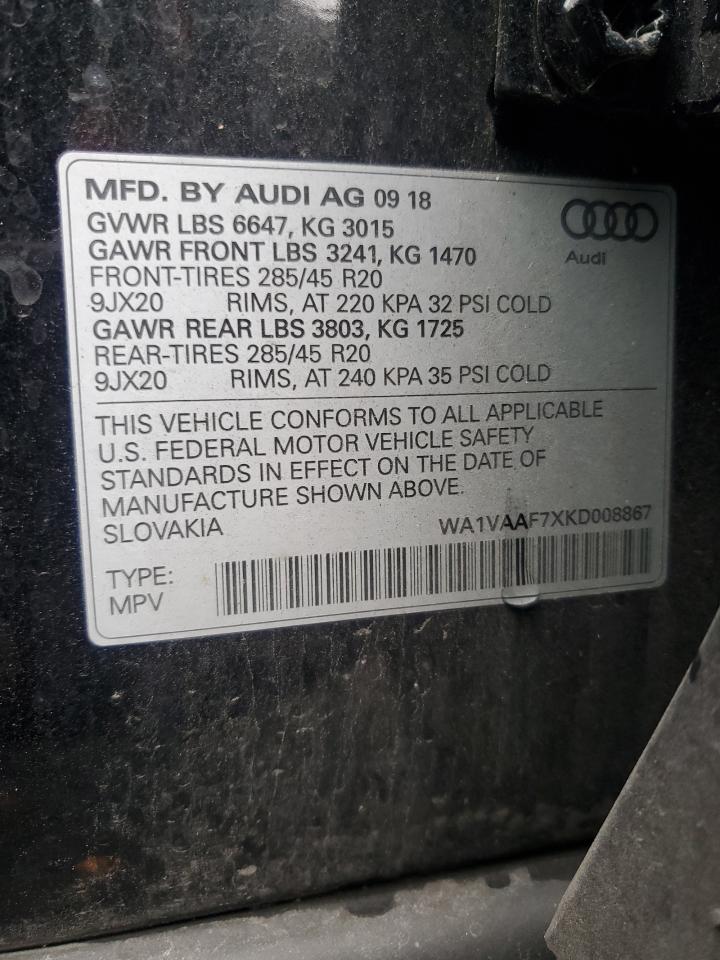 MFD. BY AUDI AG 09 18
GVWR LBS 6647, KG 3015
GAWR FRONT LBS 3241, KG 1470
FRONT-TIRES 285/45 R20
9JX20 RIMS, AT 220 KPA 32 PSI COLD
GAWR REAR LBS 3803, KG 1725
REAR-TIRES 285/45 R20
9JX20 RIMS, AT 240 KPA 35 PSI COLD
Audi
THIS VEHICLE CONFORMS TO ALL APPLICABLE
U.S. FEDERAL MOTOR VEHICLE SAFETY
STANDARDS IN EFFECT ON THE DATE OF
MANUFACTURE SHOWN ABOVE.
SLOVAKIA WA1VAAF7XKD008867
TYPE:
MPV